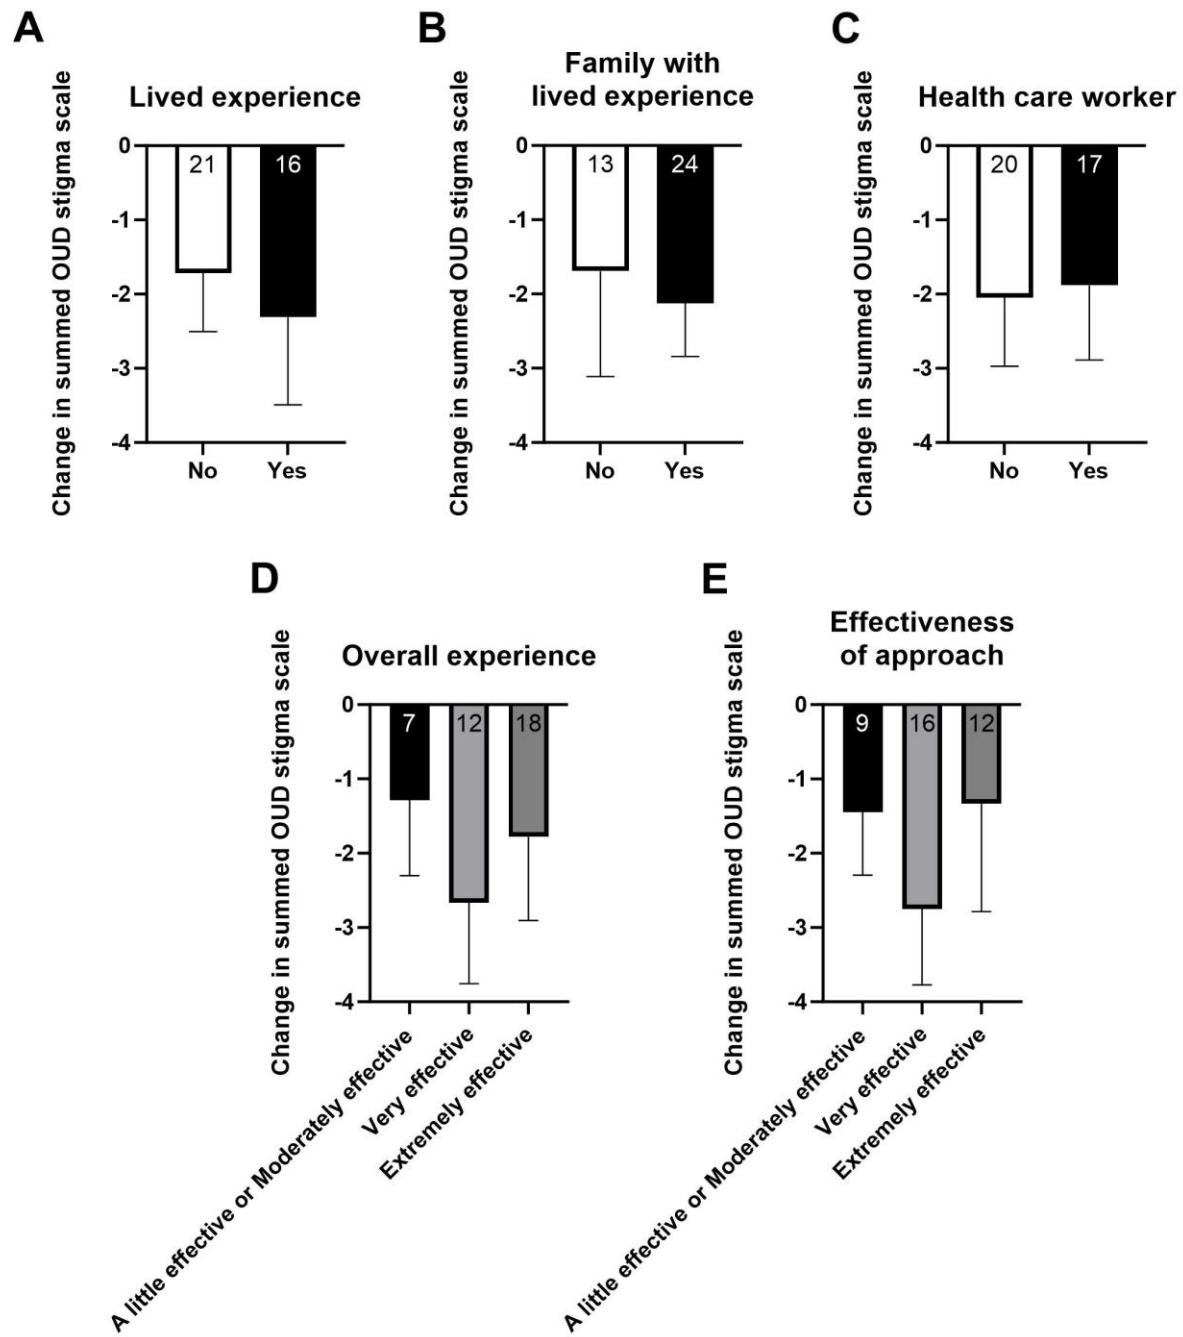 A
Change in summed OUD stigma scale
Lived experience
0
-1
-2
-3
-4
21
16
No
Yes
B
Change in summed OUD stigma scale
Family with
lived experience
0
-1
-2
-3
-4
13
24
No
Yes
C
Change in summed OUD stigma scale
Health care worker
0
-1
-2
-3
-4
20
17
No
Yes
D
Change in summed OUD stigma scale
Overall experience
0
-1
-2
-3
-4
7
12
18
A little effective or Moderately effective
Very effective
Extremely effective
E
Change in summed OUD stigma scale
Effectiveness
of approach
0
-1
-2
-3
-4
9
16
12
A little effective or Moderately effective
Very effective
Extremely effective